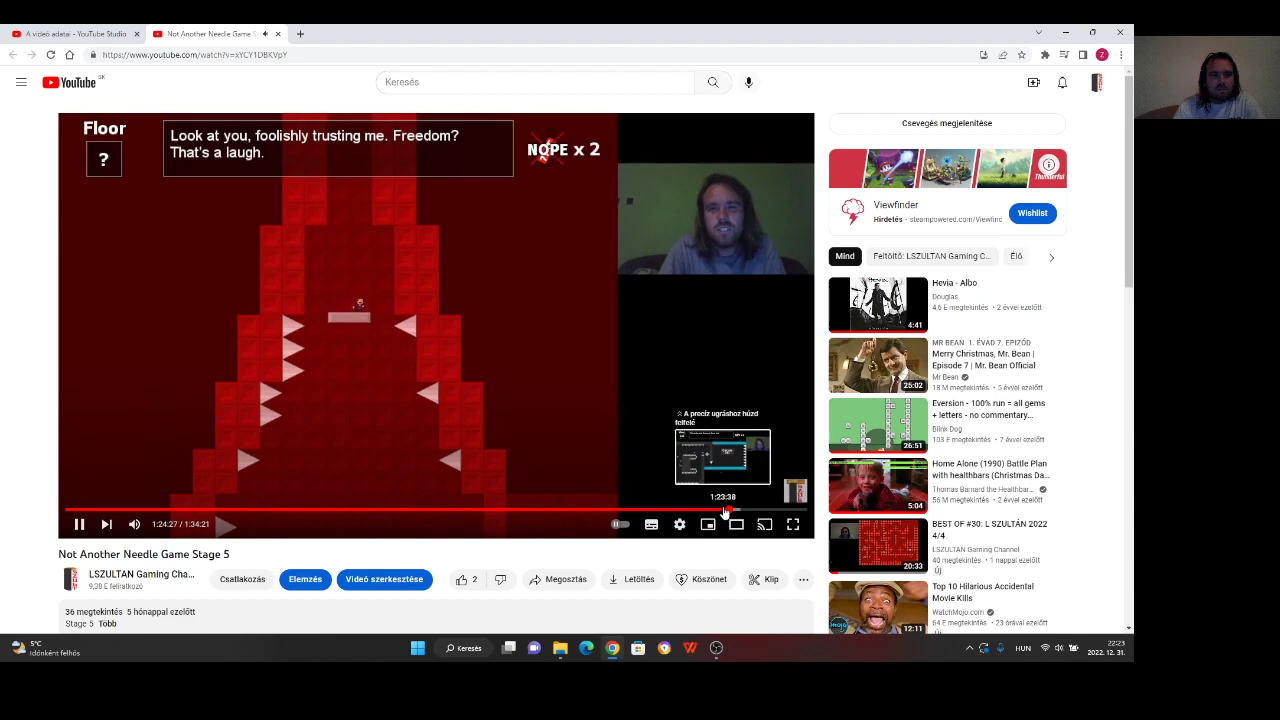 A videó adatai - YouTube Studio
Not Another Needle Game S
https://www.youtube.com/watch?v=xYCY1DBKVpY
YouTube SK
Keresés
Floor
?
Look at you, foolishly trusting me. Freedom?
That's a laugh.
NOPE x 2
A precíz ugráshoz húzd
felfelé
1:23:38
1:24:27 / 1:34:21
Not Another Needle Game Stage 5
LSZULTAN Gaming Cha...
9,38 E feliratkozó
Csatlakozás
Elemzés
Videó szerkesztése
2
Megosztás
Letöltés
Köszönet
Klip
36 megtekintés 5 hónappal ezelőtt
Stage 5 Több
Csevegés megjelenítése
Thunderful
Viewfinder
Hirdetés • steampowered.com/Viewfind
Wishlist
Mind
Feltöltő: LSZULTAN Gaming C...
Élő
Hevia - Albo
Douglas
4,6 E megtekintés • 2 évvel ezelőtt
4:41
MR BEAN 1. ÉVAD 7. EPIZÓD
Merry Christmas, Mr. Bean |
Episode 7 | Mr. Bean Official
Mr Bean
18 M megtekintés • 5 évvel ezelőtt
25:02
Eversion - 100% run = all gems
+ letters - no commentary...
Blink Dog
103 E megtekintés • 7 évvel ezelőtt
26:51
Home Alone (1990) Battle Plan
with healthbars (Christmas Da...
Thomas Barnard the Healthbar...
56 M megtekintés • 2 évvel ezelőtt
5:04
BEST OF #30: L SZULTÁN 2022
4/4
LSZULTAN Gaming Channel
40 megtekintés • 1 nappal ezelőtt
Új
20:33
Top 10 Hilarious Accidental
Movie Kills
WatchMojo.com
64 E megtekintés • 23 órával ezelőtt
12:11
5°C
Időnként felhős
Keresés
HUN
22:23
2022. 12. 31.